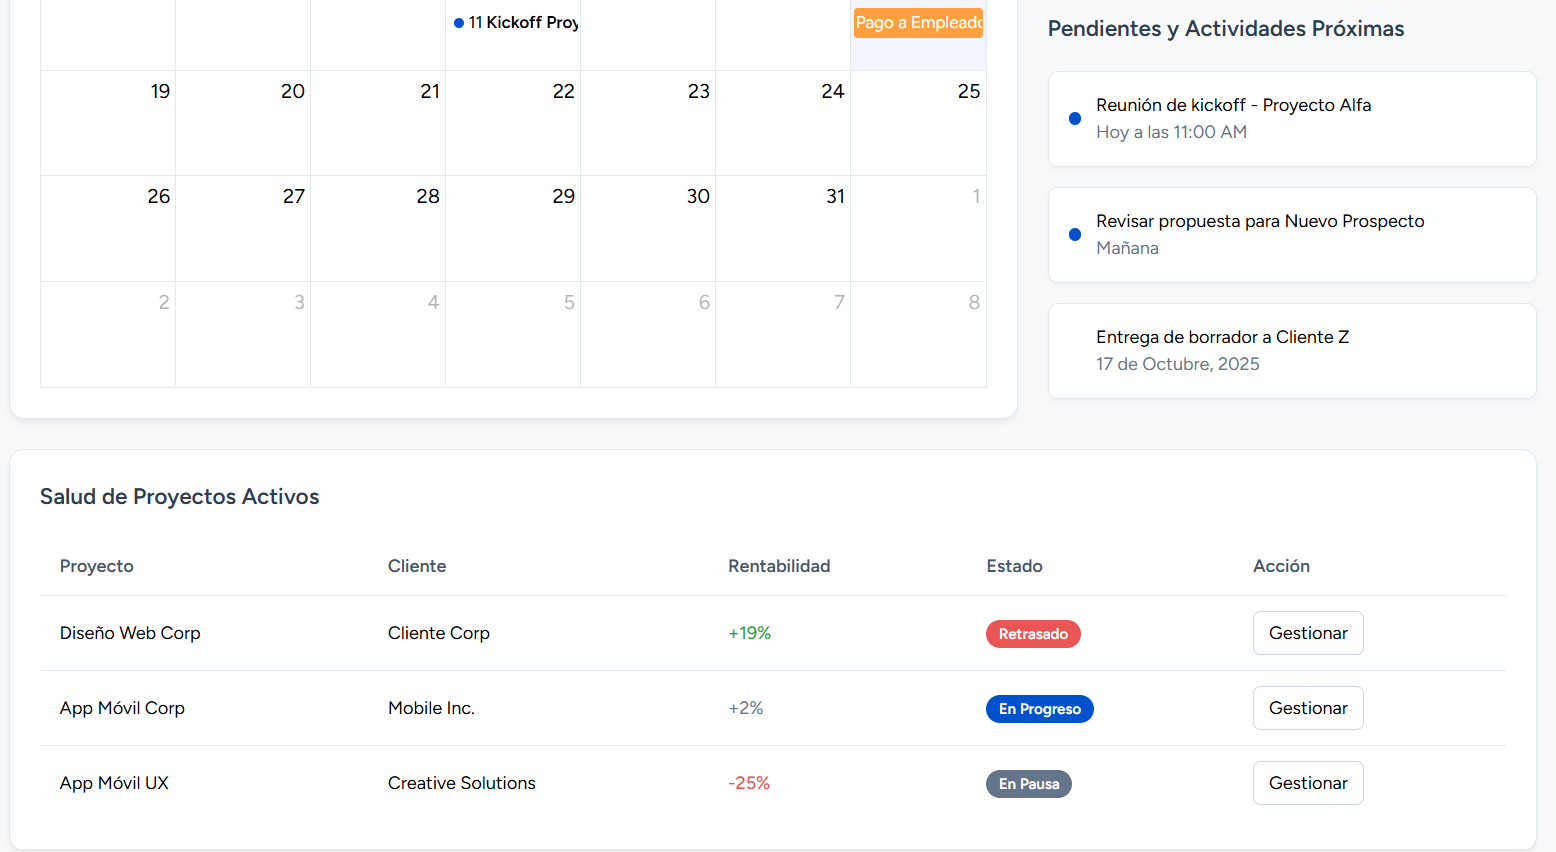 11 Kickoff Proy
Pago a Empleado
19 20 21 22 23 24 25
26 27 28 29 30 31 1
2 3 4 5 6 7 8
Pendientes y Actividades Próximas
Reunión de kickoff - Proyecto Alfa
Hoy a las 11:00 AM
Revisar propuesta para Nuevo Prospecto
Mañana
Entrega de borrador a Cliente Z
17 de Octubre, 2025
Salud de Proyectos Activos
Proyecto Cliente Rentabilidad Estado Acción
Diseño Web Corp Cliente Corp +19% Retrasado Gestionar
App Móvil Corp Mobile Inc. +2% En Progreso Gestionar
App Móvil UX Creative Solutions -25% En Pausa Gestionar